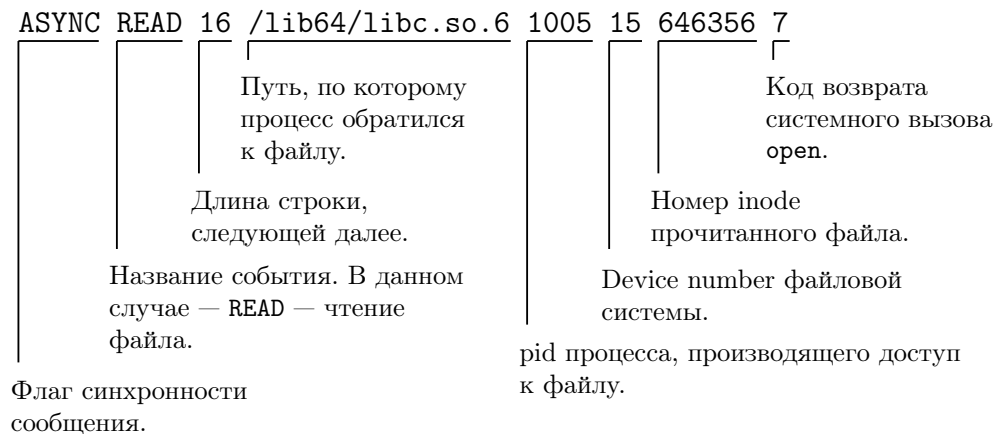 ASYNC READ 16 /lib64/libc.so.6 1005 15 646356 7
Путь, по которому
процесс обратился
к файлу.
Код возврата
системного вызова
open.
Длина строки,
следующей далее.
Номер inode
прочитанного файла.
Название события. В данном
случае — READ — чтение
файла.
Device number файловой
системы.
pid процесса, производящего доступ
к файлу.
Флаг синхронности
сообщения.